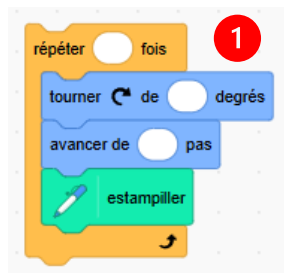 répéter fois 1
tourner de degrés
avancer de pas
estampiller